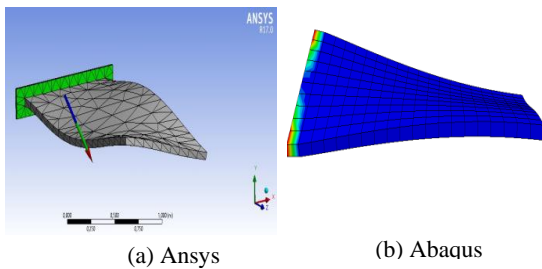 ANSYS
R17.0
Y
X
Z
0,000
0,500
1,000 (m)
0,250
0,750
(a) Ansys
(b) Abaqus